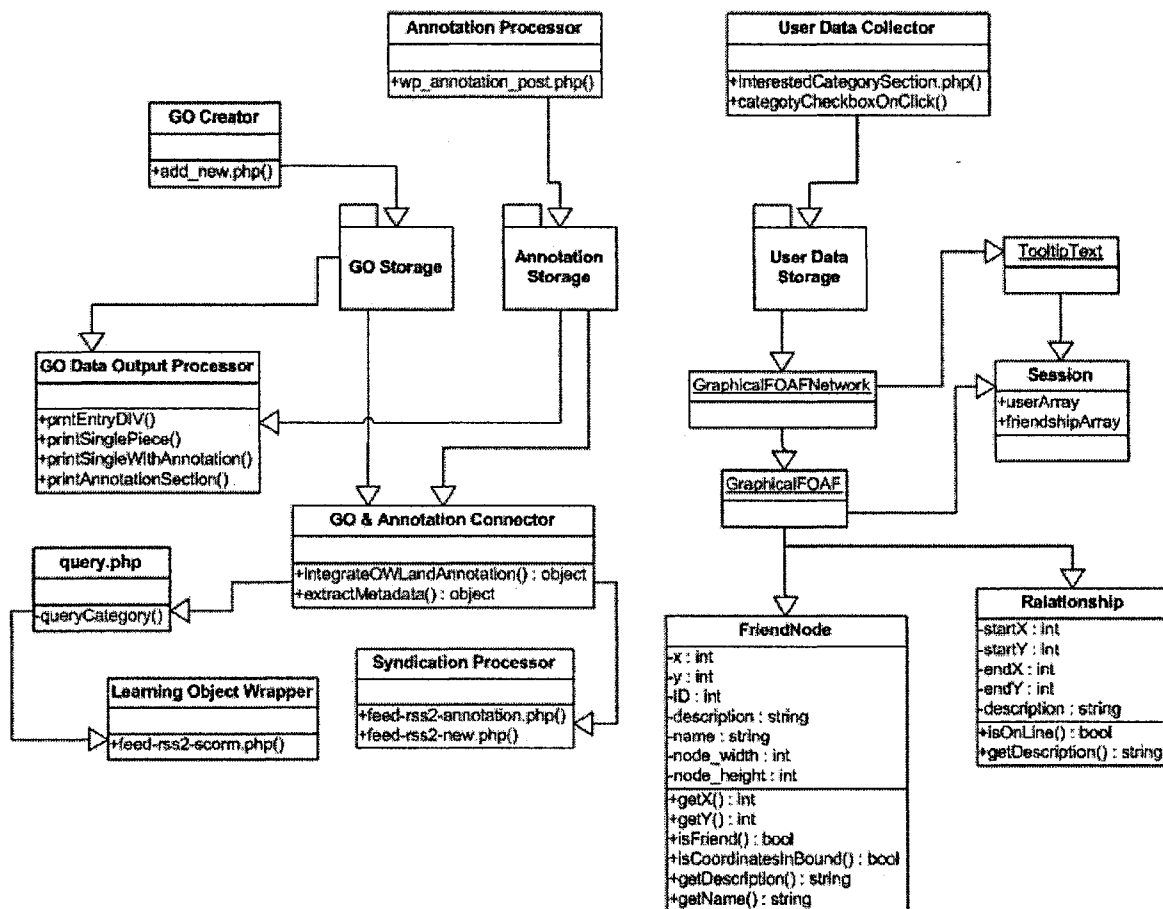 Annotation Processor
+wp_annotation_post.php()
User Data Collector
+InterestedCategorySection.php()
+categotyCheckboxOnClick()
GO Creator
+add_new.php()
GO Storage
Annotation
Storage
User Data
Storage
TooltipText
GO Data Output Processor
+prntEntryDIV()
+printSinglePiece()
+printSingleWithAnnotation()
+printAnnotationSection()
GraphicalFOAFNetwork
Session
+userArray
+friendshipArray
GraphicalFOAF
GO & Annotation Connector
+integrateOWLandAnnotation() : object
+extractMetadata() : object
query.php
-queryCategory()
Syndication Processor
+feed-rss2-annotation.php()
+feed-rss2-new.php()
Learning Object Wrapper
+feed-rss2-scorm.php()
FriendNode
-x : int
-y : int
-ID : int
-description : string
-name : string
-node_width : int
-node_height : int
+getX() : int
+getY() : int
+isFriend() : bool
+isCoordinatesInBound() : bool
+getDescription() : string
+getName() : string
Ralationship
-startX : int
-startY : int
-endX : int
-endY : int
-description : string
+isOnLine() : bool
+getDescription() : string